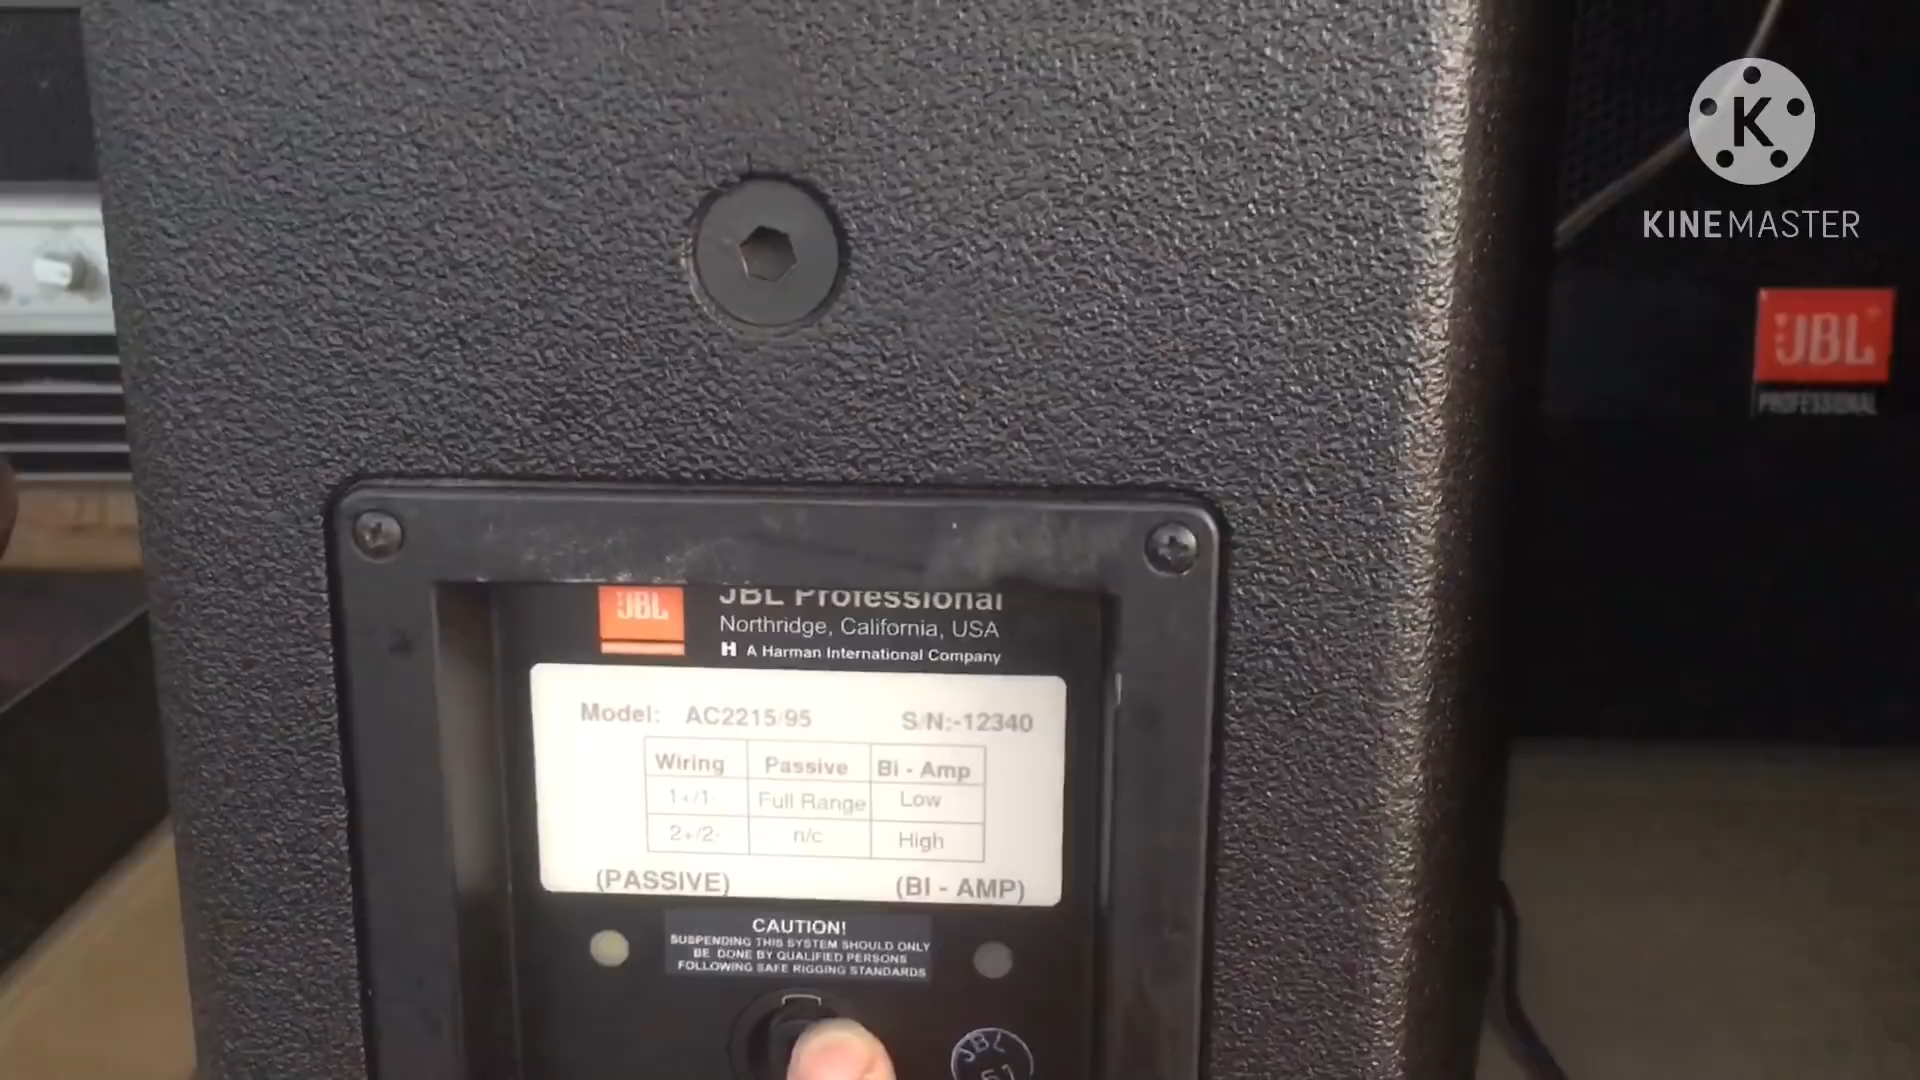 K
KINEMASTER
JBL
PROFESSIONAL
JBL
JBL Professional
Northridge, California, USA
H A Harman International Company
Model: AC2215/95 S/N:-12340
Wiring Passive Bi - Amp
1+/1- Full Range Low
2+/2- n/c High
(PASSIVE) (BI - AMP)
CAUTION!
SUSPENDING THIS SYSTEM SHOULD ONLY
BE DONE BY QUALIFIED PERSONS
FOLLOWING SAFE RIGGING STANDARDS
JBL